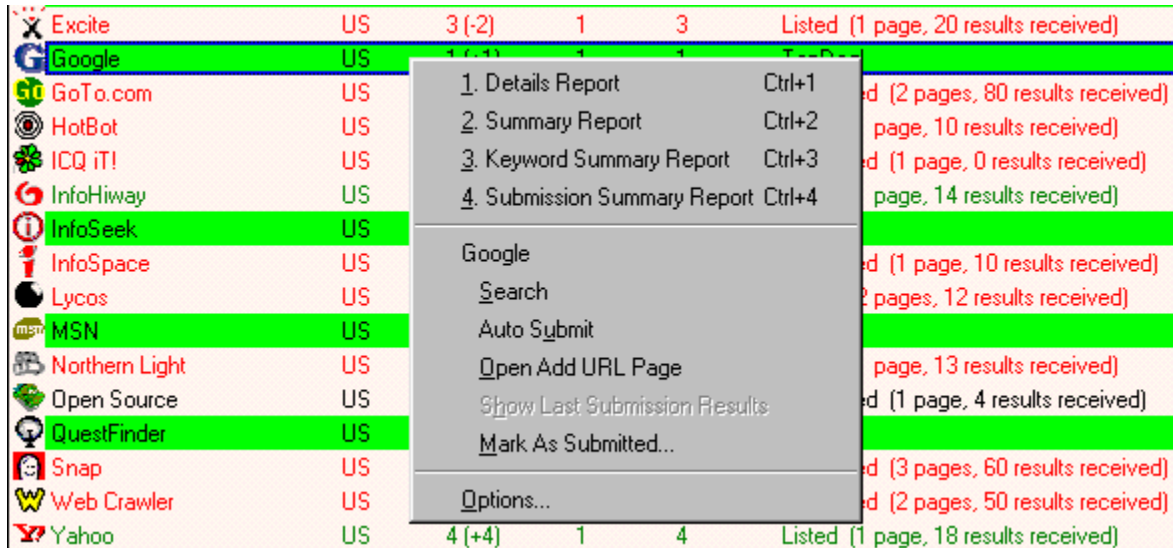 Excite US 3 (-2) 1 3 Listed (1 page, 20 results received)
Google US
GoTo.com US (2 pages, 80 results received)
HotBot US page, 10 results received)
ICQ iT! US (1 page, 0 results received)
InfoHiway US page, 14 results received)
InfoSeek US
InfoSpace US (1 page, 10 results received)
Lycos US pages, 12 results received)
msn MSN US
Northern Light US page, 13 results received)
Open Source US (1 page, 4 results received)
QuestFinder US
Snap US (3 pages, 60 results received)
Web Crawler US (2 pages, 50 results received)
Yahoo US 4 (+4) 1 4 Listed (1 page, 18 results received)
1. Details Report Ctrl+1
2. Summary Report Ctrl+2
3. Keyword Summary Report Ctrl+3
4. Submission Summary Report Ctrl+4
Google
Search
Auto Submit
Open Add URL Page
Show Last Submission Results
Mark As Submitted...
Options...